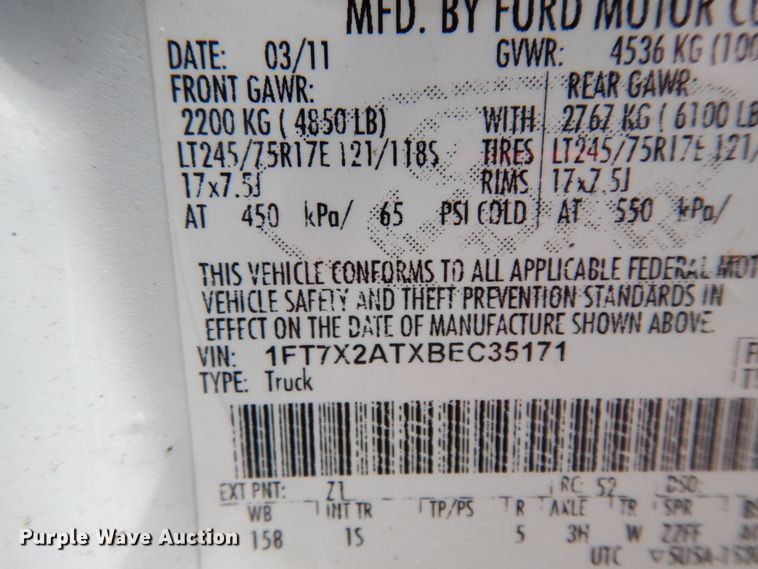 MFD. BY FORD MOTOR CO
DATE: 03/11 GVWR: 4536 KG (100
FRONT GAWR: REAR GAWR:
2200 KG ( 4850 LB) WITH 2767 KG ( 6100 LB
LT245/75R17E 121/118S TIRES LT245/75R17E 121/
17x7.5J RIMS 17x7.5J
AT 450 kPa/ 65 PSI COLD AT 550 kPa/
THIS VEHICLE CONFORMS TO ALL APPLICABLE FEDERAL MOT
VEHICLE SAFETY AND THEFT PREVENTION STANDARDS IN
EFFECT ON THE DATE OF MANUFACTURE SHOWN ABOVE.
VIN: 1FT7X2ATXBEC35171
TYPE: Truck
EXT PNT: Z1 RC: 52 DSO:
WB INT TR TP/PS R AXLE TR SPR
158 1S 5 3H W ZZFF
UTC
Purple Wave Auction